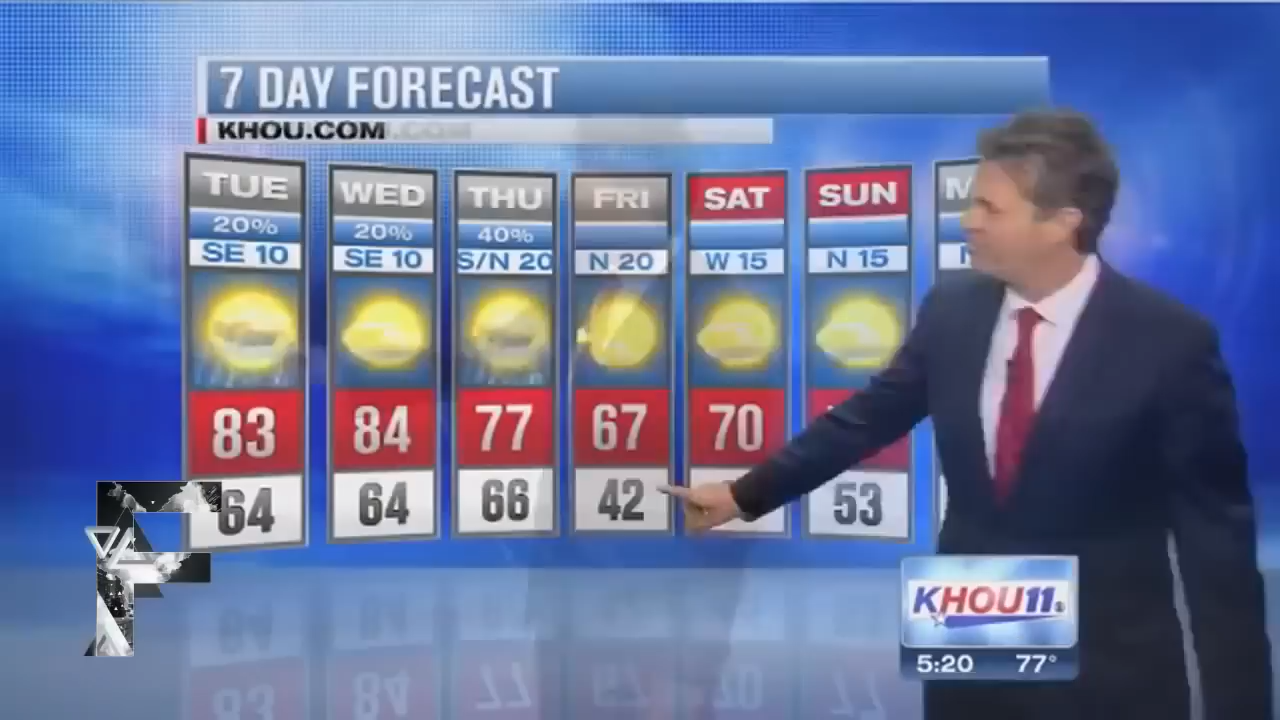 7 DAY FORECAST
KHOU.COM
TUE WED THU FRI SAT SUN M
20% 20% 40%
SE 10 SE 10 S/N 20 N 20 W 15 N 15
83 84 77 67 70
64 64 66 42 53
KHOU11
5:20 77°